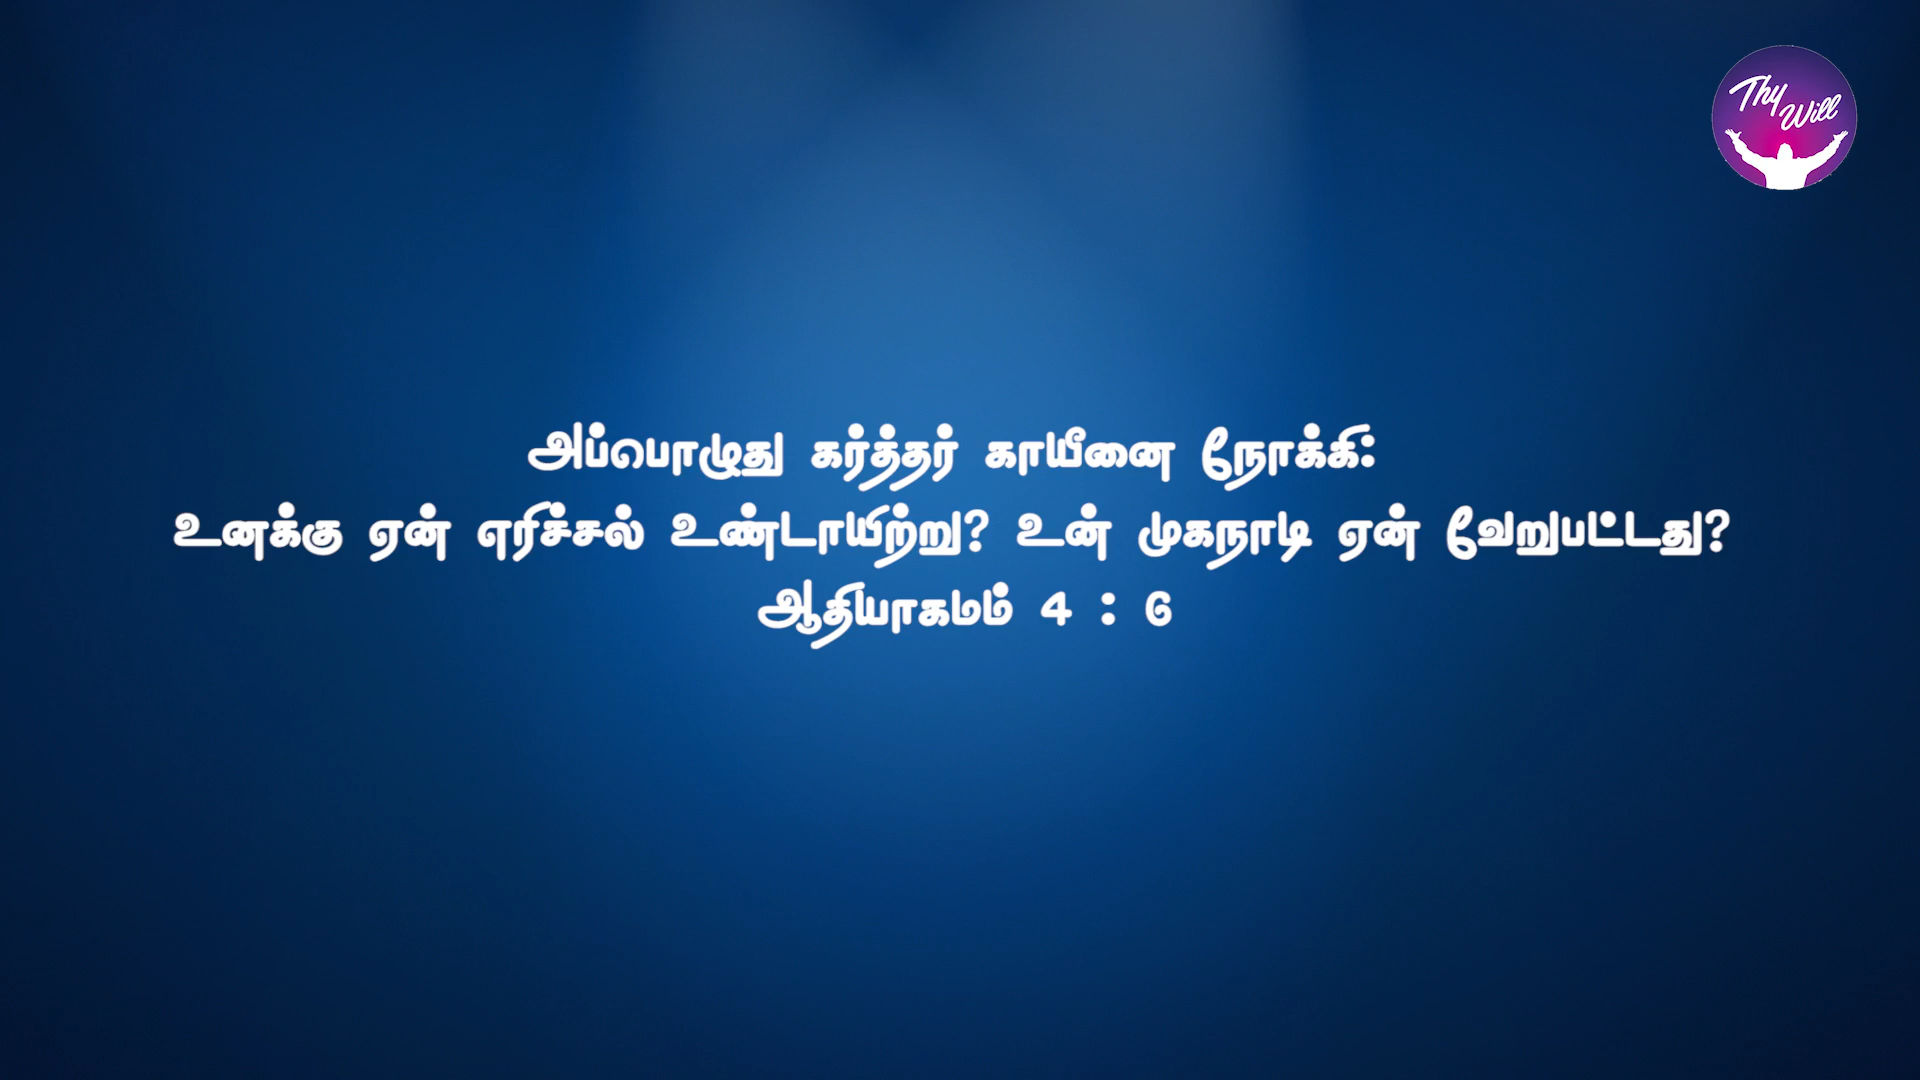 Thy
Will
அப்பொழுது கர்த்தர் காயீனை நோக்கி:
உனக்கு ஏன் எரிச்சல் உண்டாயிற்று? உன் முகநாடி ஏன் வேறுபட்டது?
ஆதியாகமம் 4 : 6